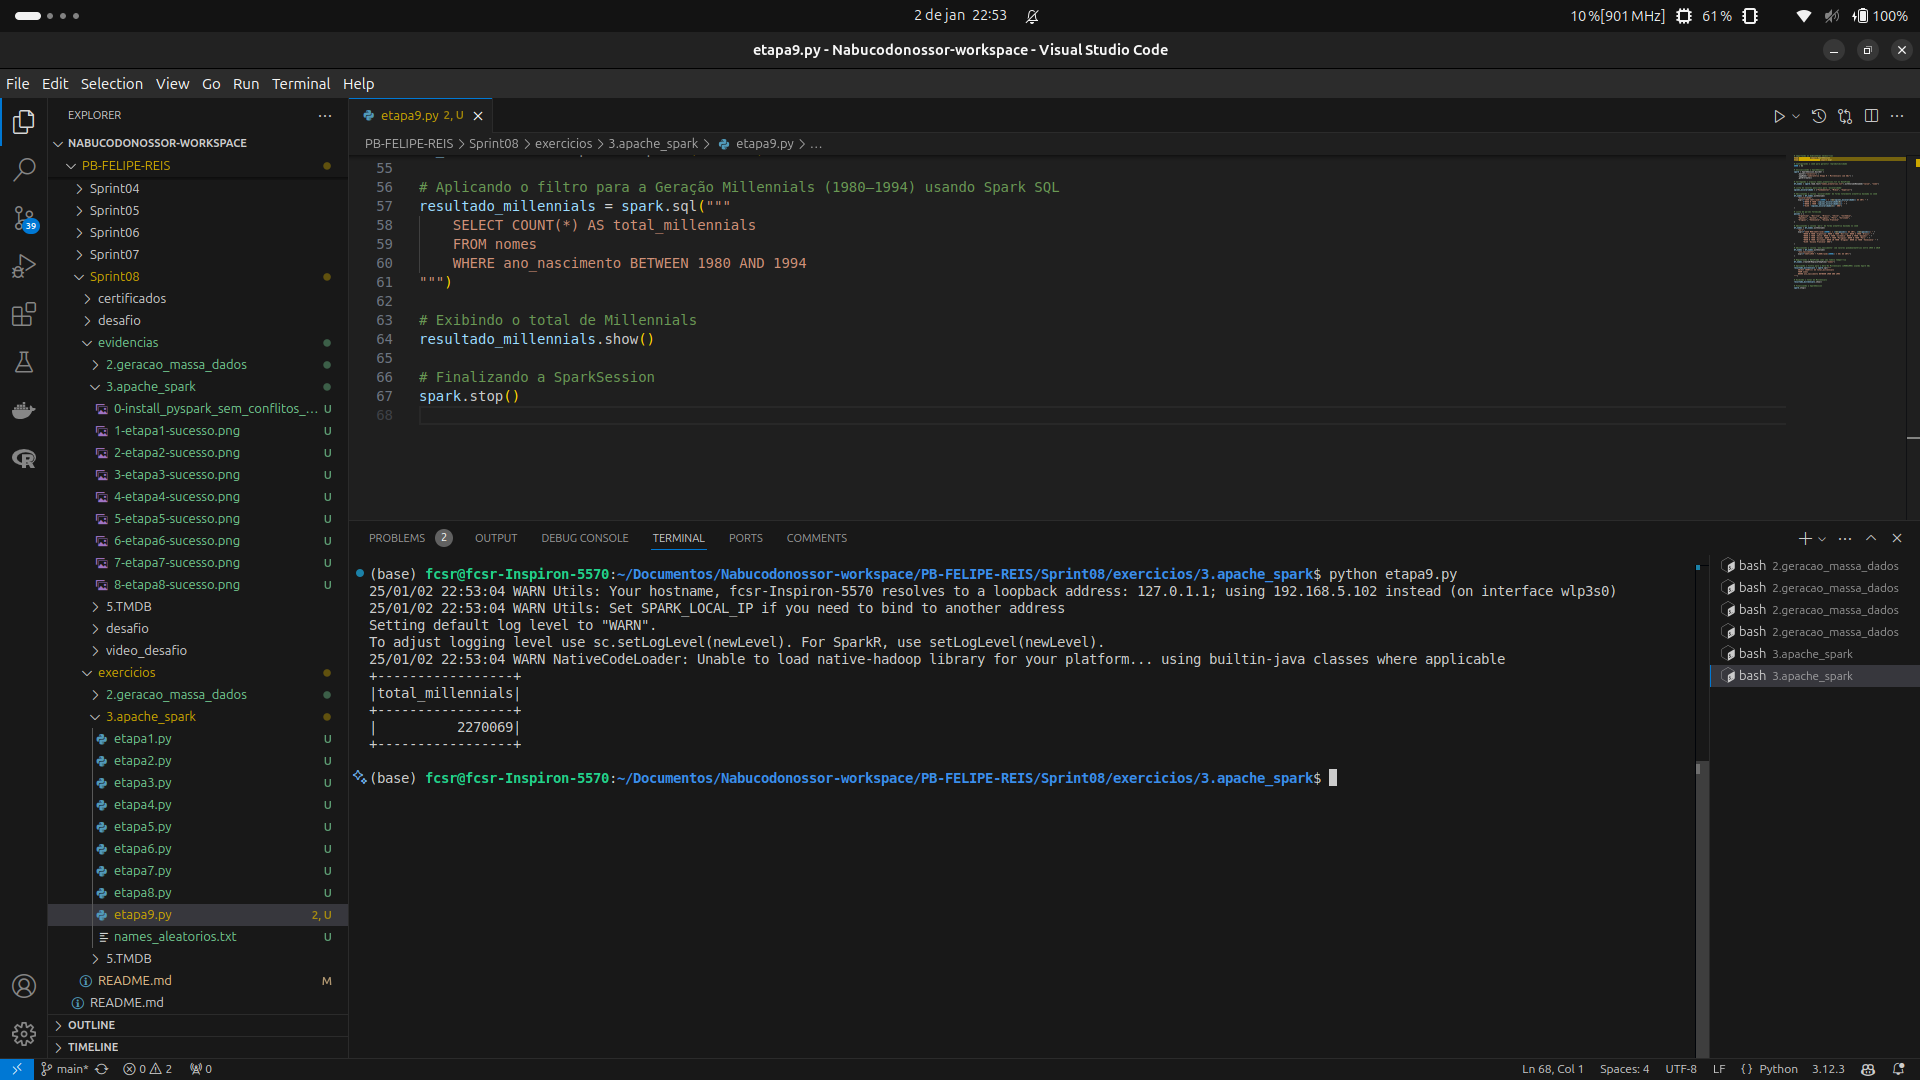 2 de jan 22:53
10 % [901 MHz] 61 % 100 %
etapa9.py - Nabucodonossor-workspace - Visual Studio Code
File Edit Selection View Go Run Terminal Help
EXPLORER
NABUCODONOSSOR-WORKSPACE
PB-FELIPE-REIS
Sprint04
Sprint05
Sprint06
Sprint07
Sprint08
certificados
desafio
evidencias
2.geracao_massa_dados
3.apache_spark
0-install_pyspark_sem_conflitos_... U
1-etapa1-sucesso.png U
2-etapa2-sucesso.png U
3-etapa3-sucesso.png U
4-etapa4-sucesso.png U
5-etapa5-sucesso.png U
6-etapa6-sucesso.png U
7-etapa7-sucesso.png U
8-etapa8-sucesso.png U
5.TMDB
desafio
video_desafio
exercicios
2.geracao_massa_dados
3.apache_spark
etapa1.py U
etapa2.py U
etapa3.py U
etapa4.py U
etapa5.py U
etapa6.py U
etapa7.py U
etapa8.py U
etapa9.py 2, U
names_aleatorios.txt U
5.TMDB
README.md M
README.md
OUTLINE
TIMELINE
39
etapa9.py 2, U
PB-FELIPE-REIS > Sprint08 > exercicios > 3.apache_spark > etapa9.py > ...
55
56 # Aplicando o filtro para a Geração Millennials (1980–1994) usando Spark SQL
57 resultado_millennials = spark.sql("""
58 SELECT COUNT(*) AS total_millennials
59 FROM nomes
60 WHERE ano_nascimento BETWEEN 1980 AND 1994
61 """)
62
63 # Exibindo o total de Millennials
64 resultado_millennials.show()
65
66 # Finalizando a SparkSession
67 spark.stop()
68
PROBLEMS 2 OUTPUT DEBUG CONSOLE TERMINAL PORTS COMMENTS
(base) fcsr@fcsr-Inspiron-5570:~/Documentos/Nabucodonossor-workspace/PB-FELIPE-REIS/Sprint08/exercicios/3.apache_spark$ python etapa9.py
25/01/02 22:53:04 WARN Utils: Your hostname, fcsr-Inspiron-5570 resolves to a loopback address: 127.0.1.1; using 192.168.5.102 instead (on interface wlp3s0)
25/01/02 22:53:04 WARN Utils: Set SPARK_LOCAL_IP if you need to bind to another address
Setting default log level to "WARN".
To adjust logging level use sc.setLogLevel(newLevel). For SparkR, use setLogLevel(newLevel).
25/01/02 22:53:04 WARN NativeCodeLoader: Unable to load native-hadoop library for your platform... using builtin-java classes where applicable
+-----------------+
|total_millennials|
+-----------------+
|          2270069|
+-----------------+
(base) fcsr@fcsr-Inspiron-5570:~/Documentos/Nabucodonossor-workspace/PB-FELIPE-REIS/Sprint08/exercicios/3.apache_spark$
bash 2.geracao_massa_dados
bash 2.geracao_massa_dados
bash 2.geracao_massa_dados
bash 2.geracao_massa_dados
bash 3.apache_spark
bash 3.apache_spark
main* 0 2 0
Ln 68, Col 1 Spaces: 4 UTF-8 LF {} Python 3.12.3